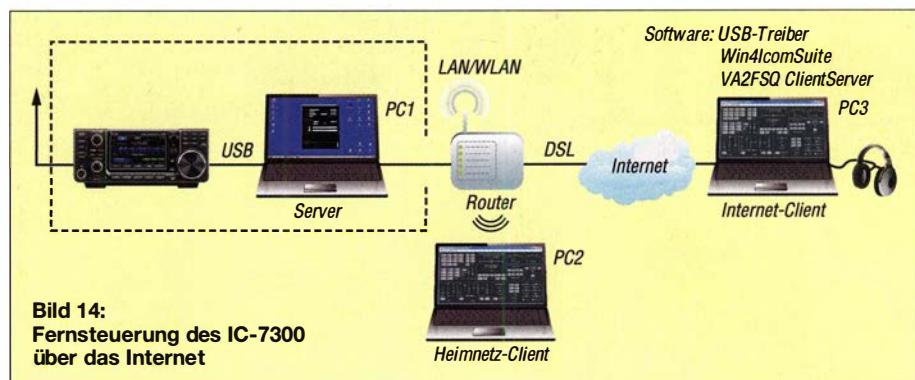 Software: USB-Treiber
Win4IcomSuite
VA2FSQ ClientServer
LAN/WLAN
PC1
PC3
USB
DSL
Internet
Server
Router
Internet-Client
PC2
Bild 14:
Fernsteuerung des IC-7300
über das Internet
Heimnetz-Client